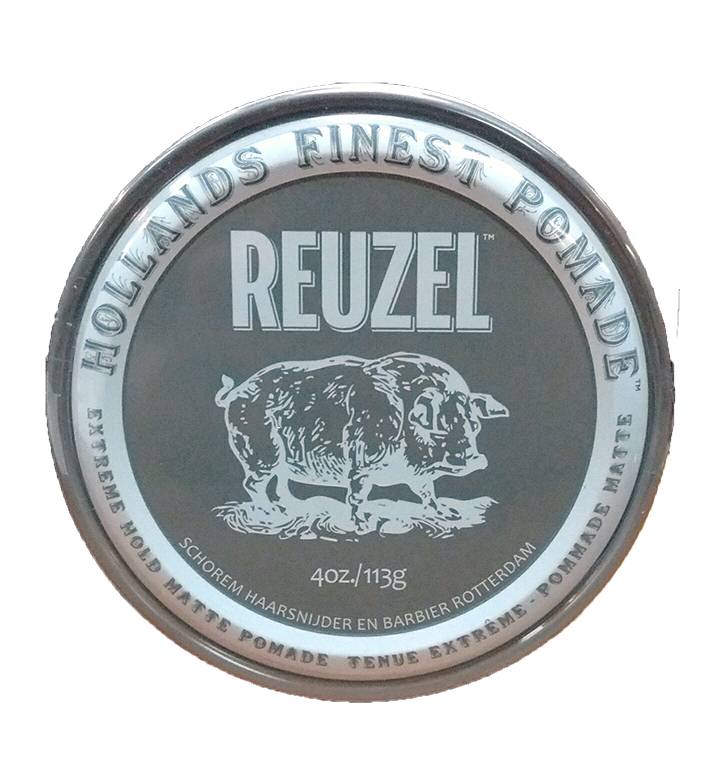 HOLLANDS FINEST POMADE™
REUZEL™
4oz./113g
SCHOREM HAARSNIJDER EN BARBIER ROTTERDAM
EXTREME HOLD MATTE POMADE TENUE EXTRÊME - POMMADE MATTE